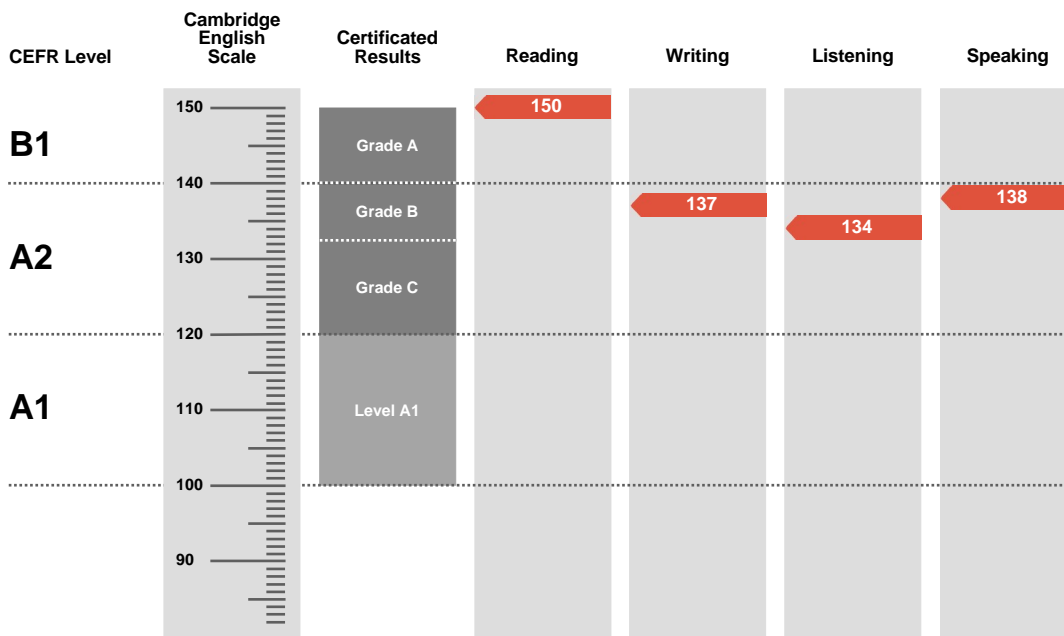 CEFR Level
Cambridge
English
Scale
Certificated
Results
Reading
Writing
Listening
Speaking
150
150
B1
Grade A
140
137
138
Grade B
134
A2
130
Grade C
120
A1
110
Level A1
100
90